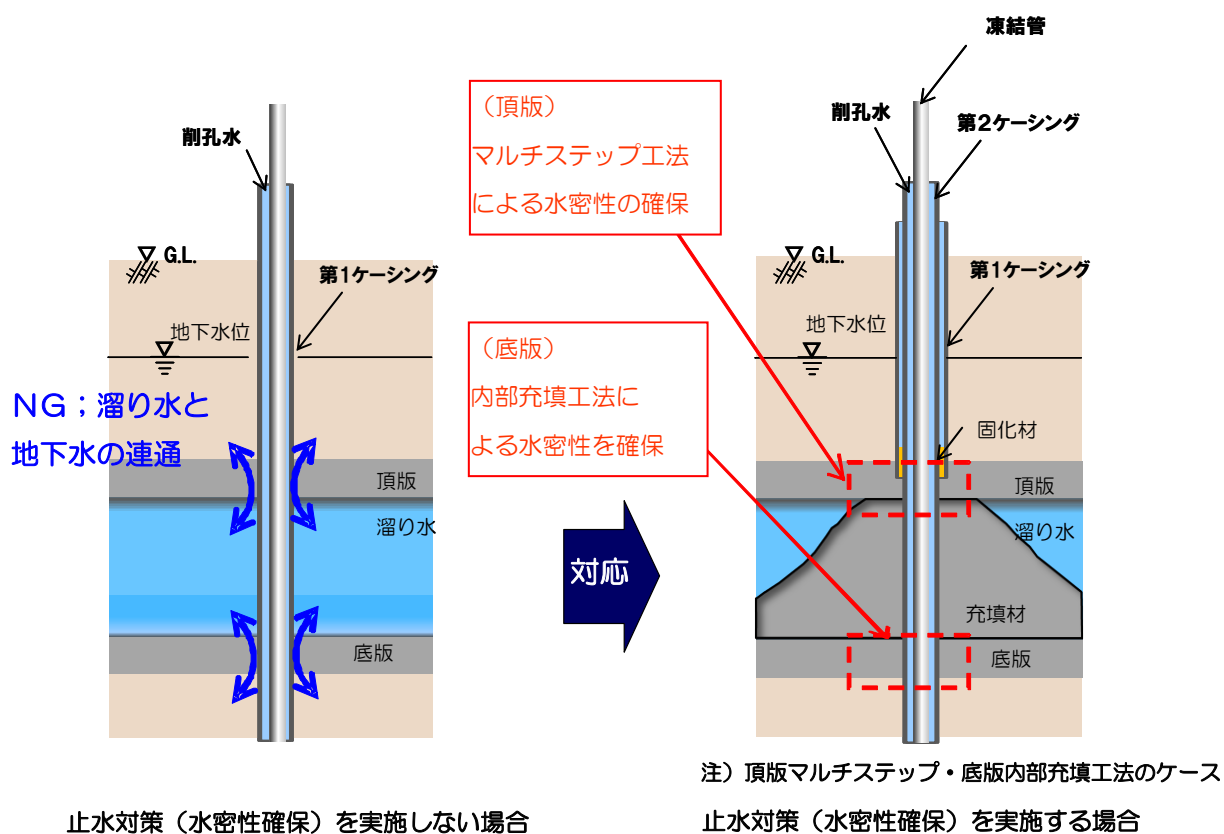 削孔水
G.L.
第1ケーシング
地下水位
NG；溜り水と
地下水の連通
頂版
溜り水
底版
止水対策（水密性確保）を実施しない場合
（頂版）
マルチステップ工法
による水密性の確保
（底版）
内部充填工法に
よる水密性を確保
対応
凍結管
削孔水
第2ケーシング
G.L.
第1ケーシング
地下水位
固化材
頂版
溜り水
充填材
底版
注）頂版マルチステップ・底版内部充填工法のケース
止水対策（水密性確保）を実施する場合